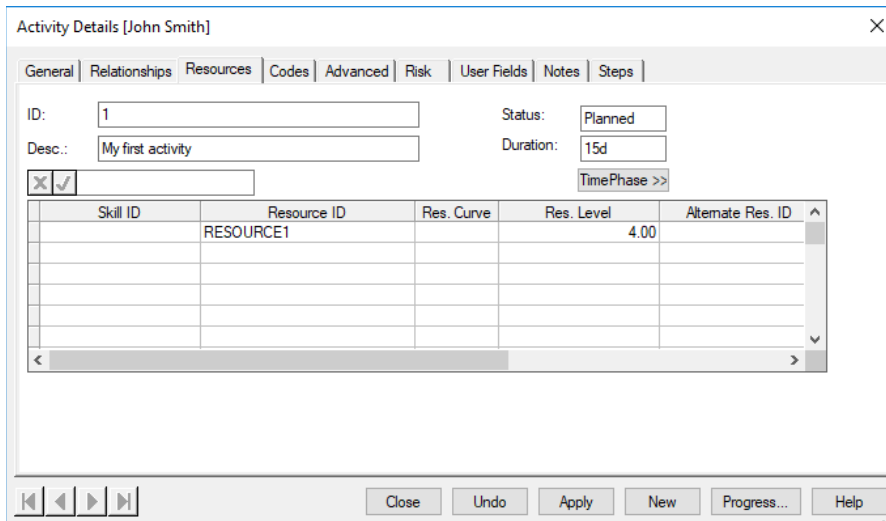 Activity Details [John Smith]
General Relationships Resources Codes Advanced Risk User Fields Notes Steps
ID: 1 Status: Planned
Desc.: My first activity Duration: 15d
TimePhase >>
Skill ID Resource ID Res. Curve Res. Level Alternate Res. ID
RESOURCE1 4.00
Close Undo Apply New Progress... Help